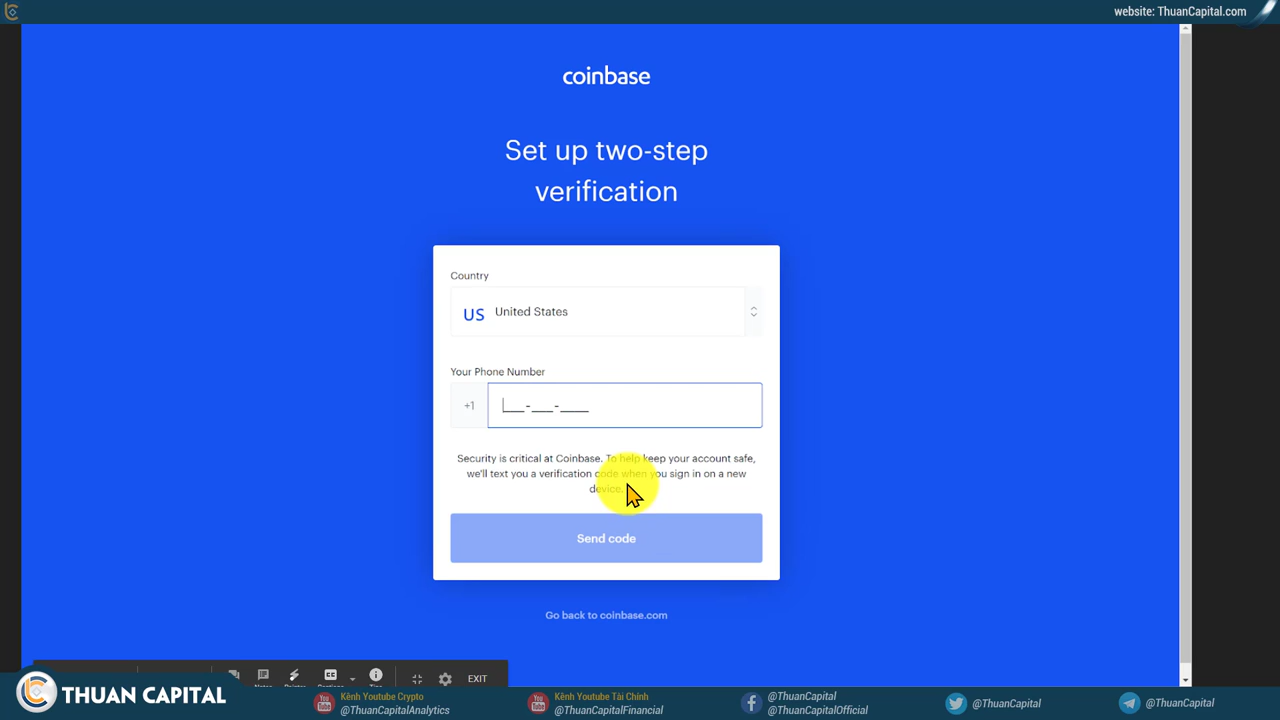 website: ThuanCapital.com
coinbase
Set up two-step
verification
Country
US United States
Your Phone Number
+1 ___-___-____
Security is critical at Coinbase. To help keep your account safe,
we'll text you a verification code when you sign in on a new
device.
Send code
Go back to coinbase.com
EXIT
THUAN CAPITAL
Kênh Youtube Crypto
@ThuanCapitalAnalytics
Kênh Youtube Tài Chính
@ThuanCapitalFinancial
@ThuanCapital
@ThuanCapitalOfficial
@ThuanCapital
@ThuanCapital